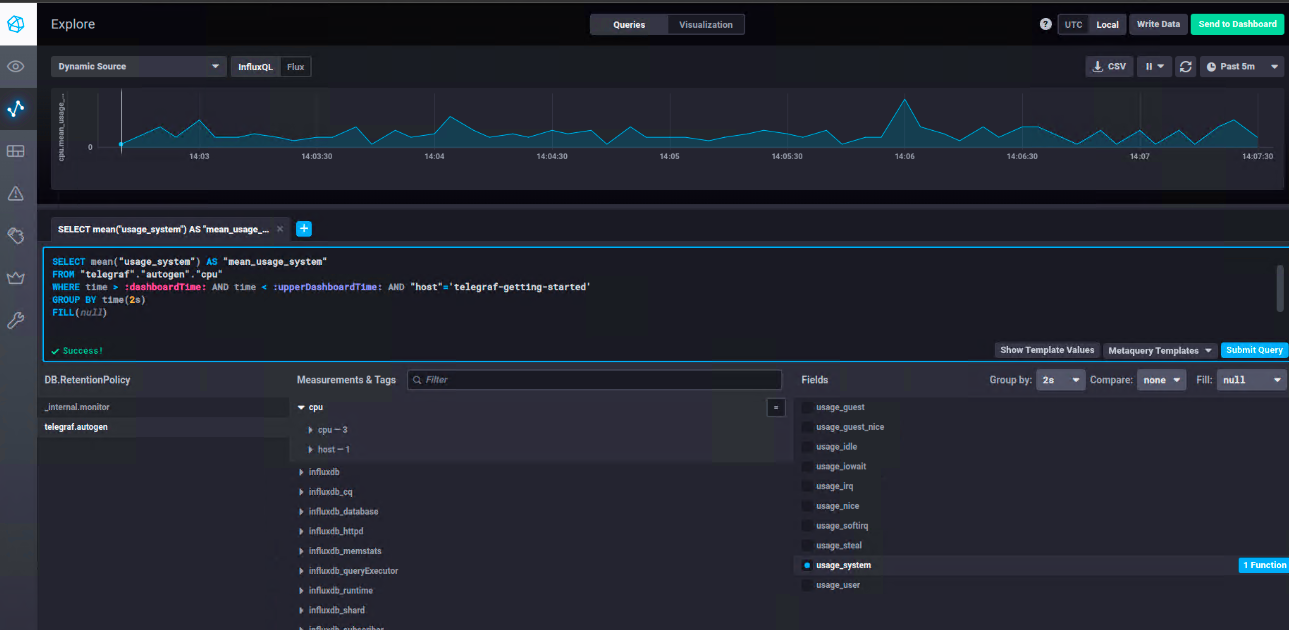 Explore
Queries
Visualization
?
UTC
Local
Write Data
Send to Dashboard
Dynamic Source
InfluxQL
Flux
CSV
Past 5m
cpu.mean_usage_...
0
14:03
14:03:30
14:04
14:04:30
14:05
14:05:30
14:06
14:06:30
14:07
14:07:30
SELECT mean("usage_system") AS "mean_usage_...
SELECT mean("usage_system") AS "mean_usage_system"
FROM "telegraf"."autogen"."cpu"
WHERE time > :dashboardTime: AND time < :upperDashboardTime: AND "host"='telegraf-getting-started'
GROUP BY time(2s)
FILL(null)
Success!
Show Template Values
Metaquery Templates
Submit Query
DB.RetentionPolicy
Measurements & Tags
Filter
Fields
Group by:
2s
Compare:
none
Fill:
null
_internal.monitor
telegraf.autogen
cpu
cpu — 3
host — 1
influxdb
influxdb_cq
influxdb_database
influxdb_httpd
influxdb_memstats
influxdb_queryExecutor
influxdb_runtime
influxdb_shard
influxdb_subscriber
usage_guest
usage_guest_nice
usage_idle
usage_iowait
usage_irq
usage_nice
usage_softirq
usage_steal
usage_system
1 Function
usage_user